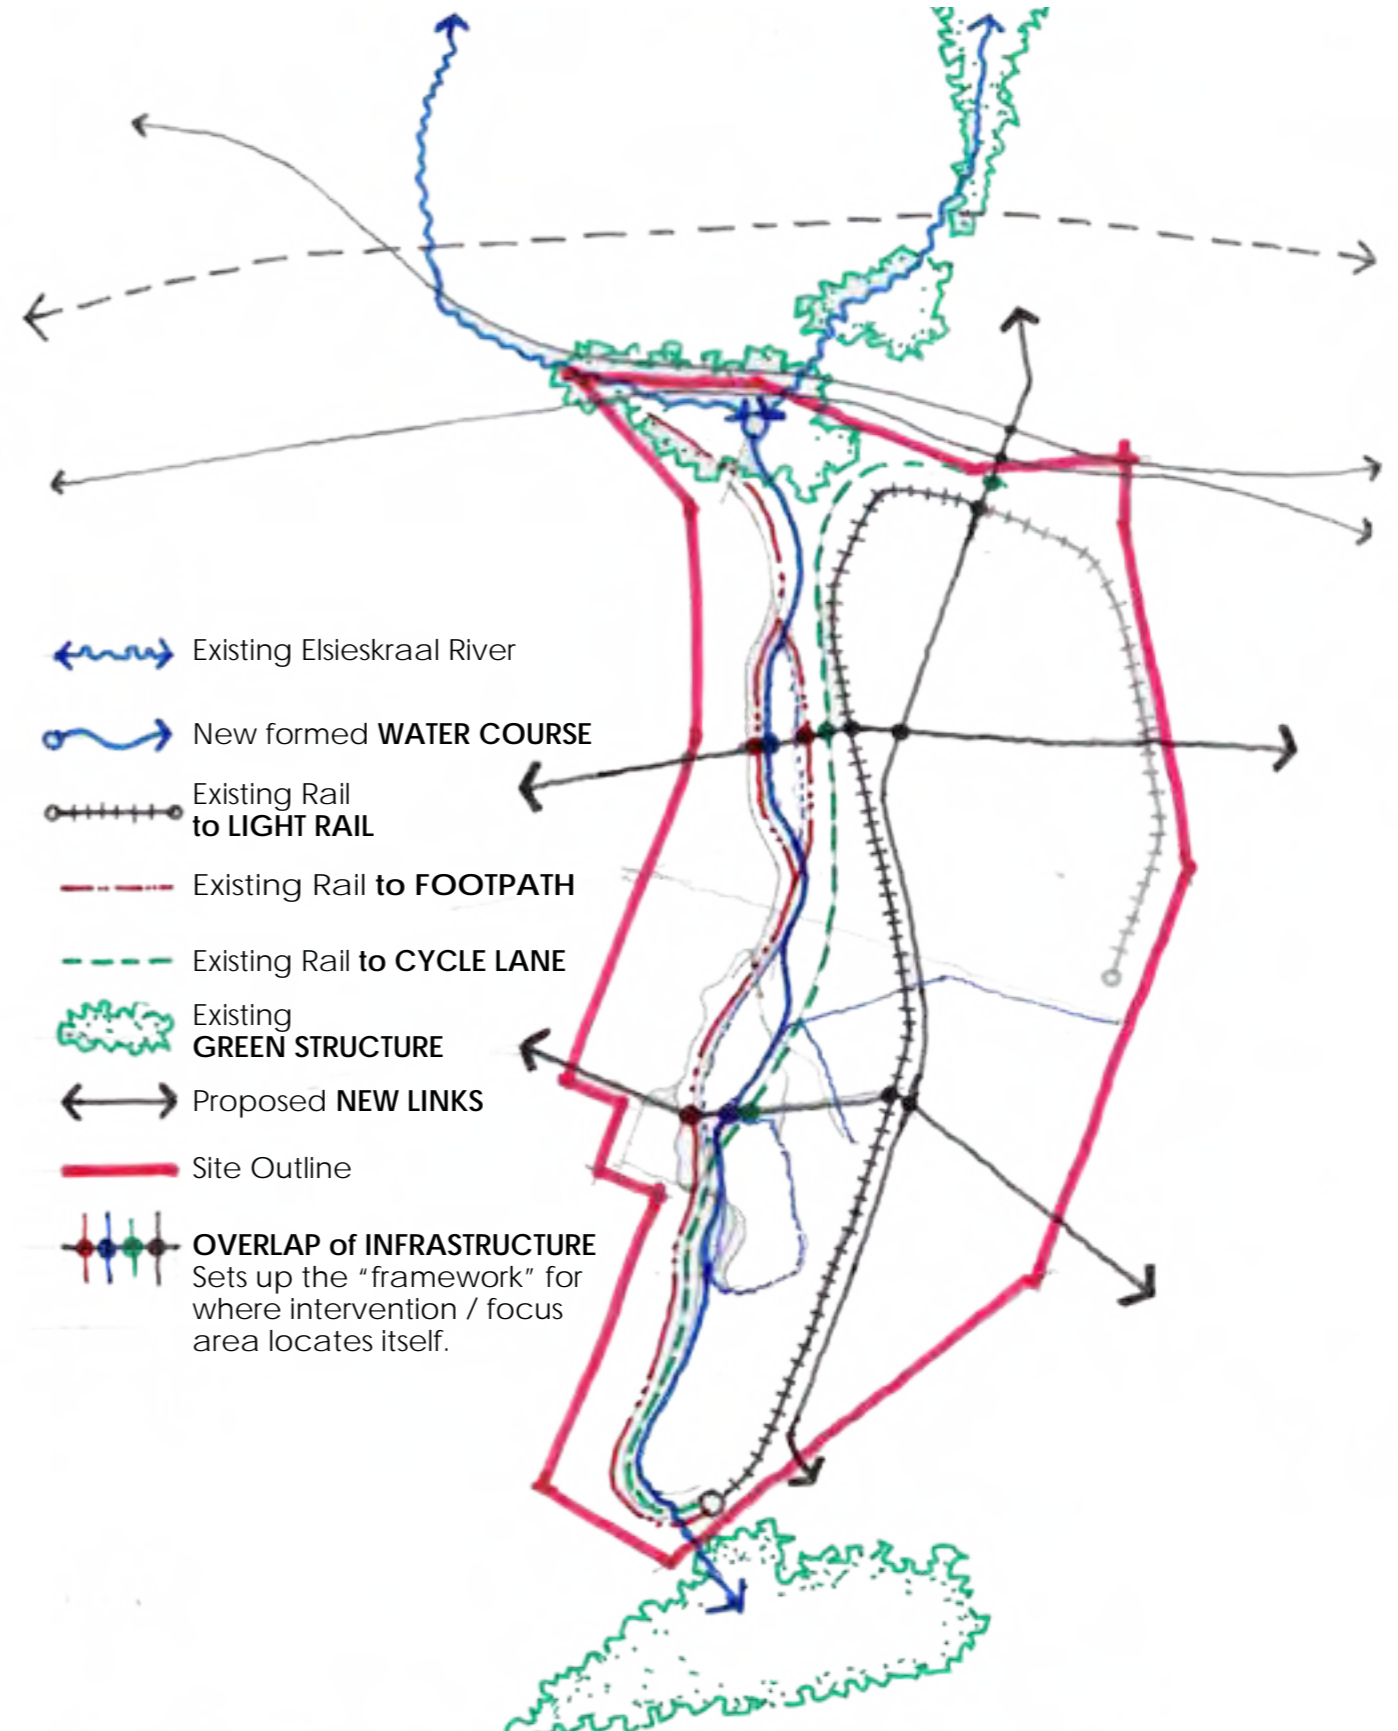 Existing Elsieskraal River
New formed WATER COURSE
Existing Rail
to LIGHT RAIL
Existing Rail to FOOTPATH
Existing Rail to CYCLE LANE
Existing
GREEN STRUCTURE
Proposed NEW LINKS
Site Outline
OVERLAP of INFRASTRUCTURE
Sets up the “framework” for
where intervention / focus
area locates itself.